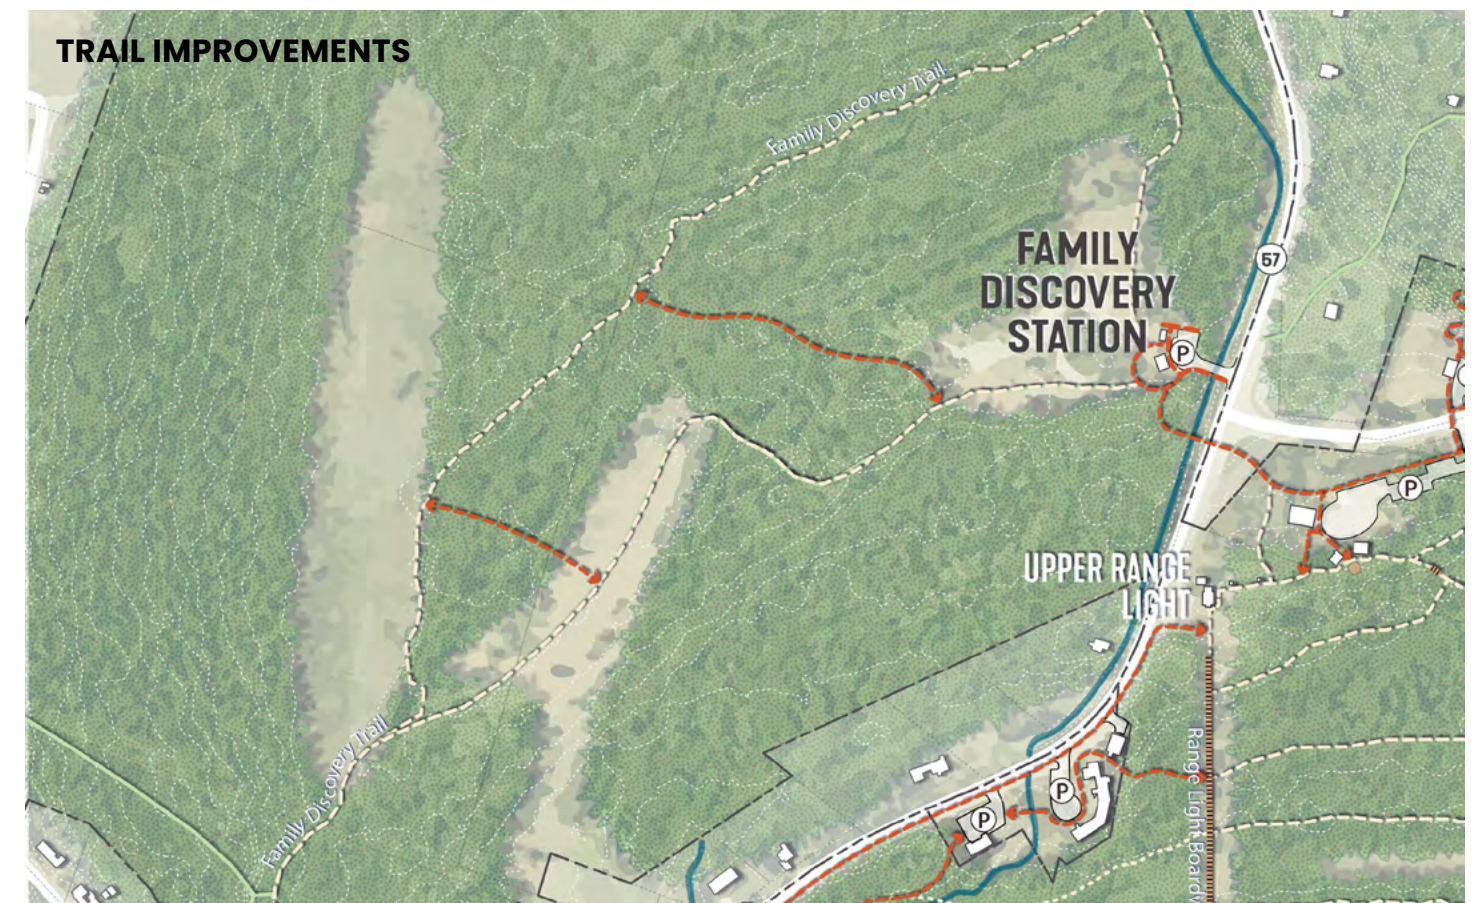 TRAIL IMPROVEMENTS
Family Discovery Trail
FAMILY
DISCOVERY
STATION
57
P
P
UPPER RANGE
LIGHT
Family Discovery Trail
Range Light Boardw
P
P